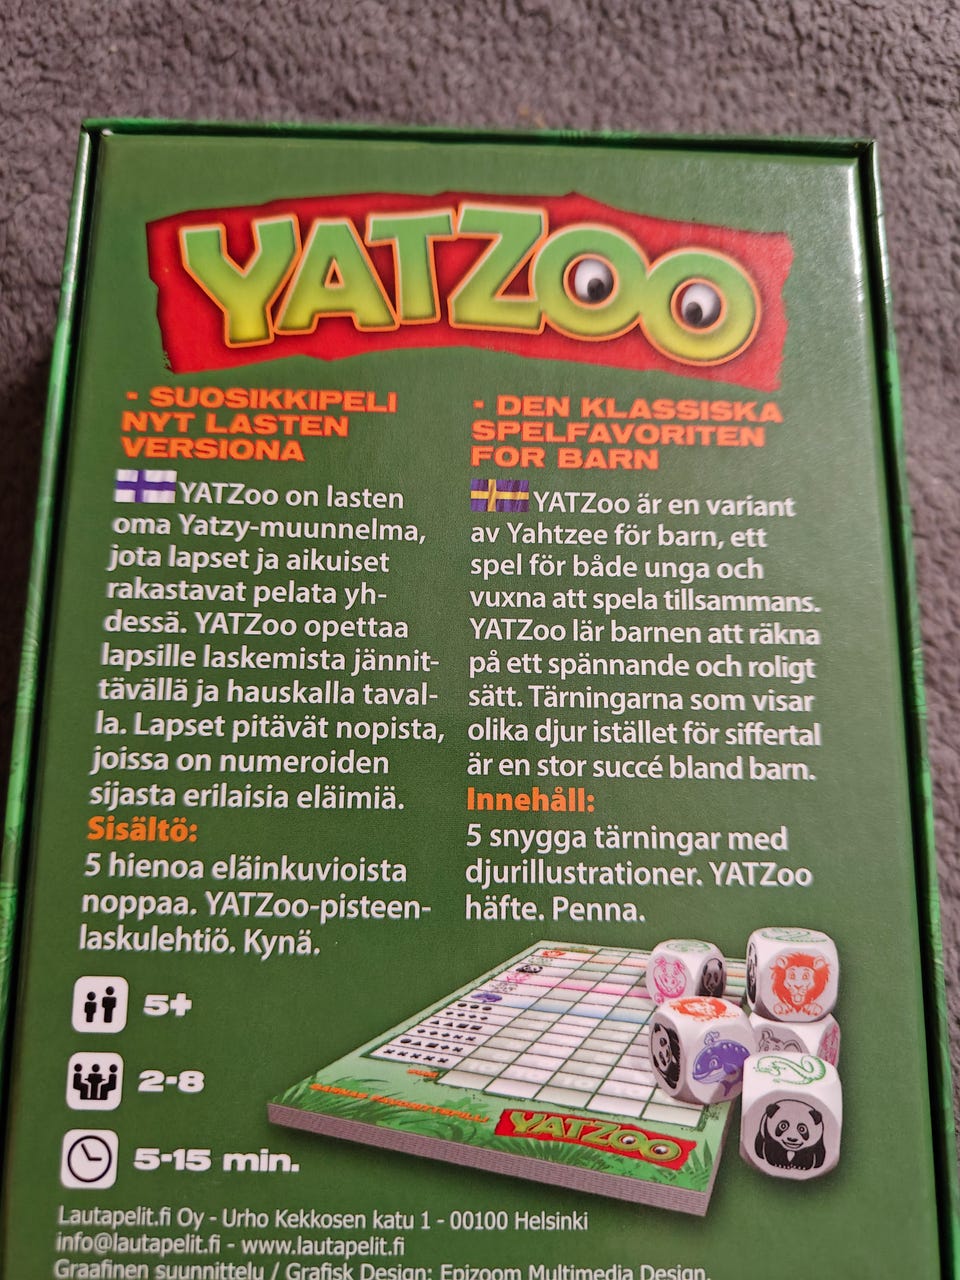 YATZOO
- SUOSIKKIPELI
NYT LASTEN
VERSIONA
YATZoo on lasten
oma Yatzy-muunnelma,
jota lapset ja aikuiset
rakastavat pelata yh-
dessä. YATZoo opettaa
lapsille laskemista jännit-
tävällä ja hauskalla taval-
la. Lapset pitävät nopista,
joissa on numeroiden
sijasta erilaisia eläimiä.
Sisältö:
5 hienoa eläinkuvioista
noppaa. YATZoo-pisteen-
laskulehtiö. Kynä.
- DEN KLASSISKA
SPELFAVORITEN
FOR BARN
YATZoo är en variant
av Yahtzee för barn, ett
spel för både unga och
vuxna att spela tillsammans.
YATZoo lär barnen att räkna
på ett spännande och roligt
sätt. Tärningarna som visar
olika djur istället för siffertal
är en stor succé bland barn.
Innehåll:
5 snygga tärningar med
djurillustrationer. YATZoo
häfte. Penna.
5+
2-8
5-15 min.
YATZOO
Lautapelit.fi Oy - Urho Kekkosen katu 1 - 00100 Helsinki
info@lautapelit.fi - www.lautapelit.fi
Graafinen suunnittelu / Grafisk Design: Epizoom Multimedia Design.